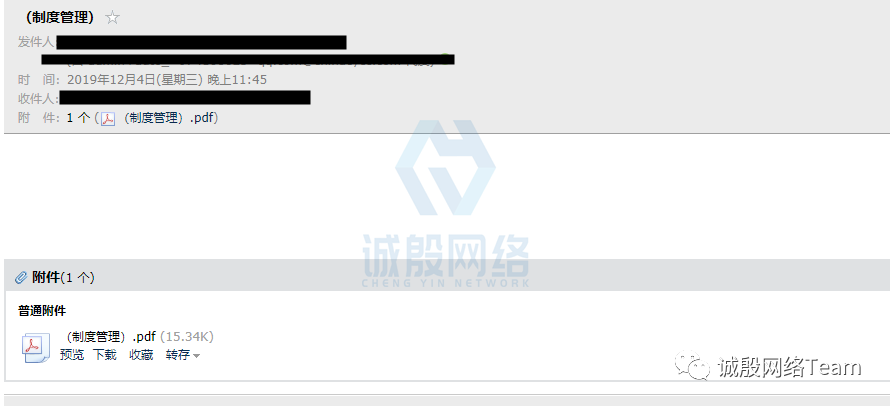 （制度管理） ☆
发件人
时 间：2019年12月4日(星期三) 晚上11:45
收件人:
附 件：1 个 ( （制度管理）.pdf)
诚殷网络
CHENG YIN NETWORK
附件(1 个)
普通附件
（制度管理）.pdf (15.34K)
预览 下载 收藏 转存
诚殷网络Team